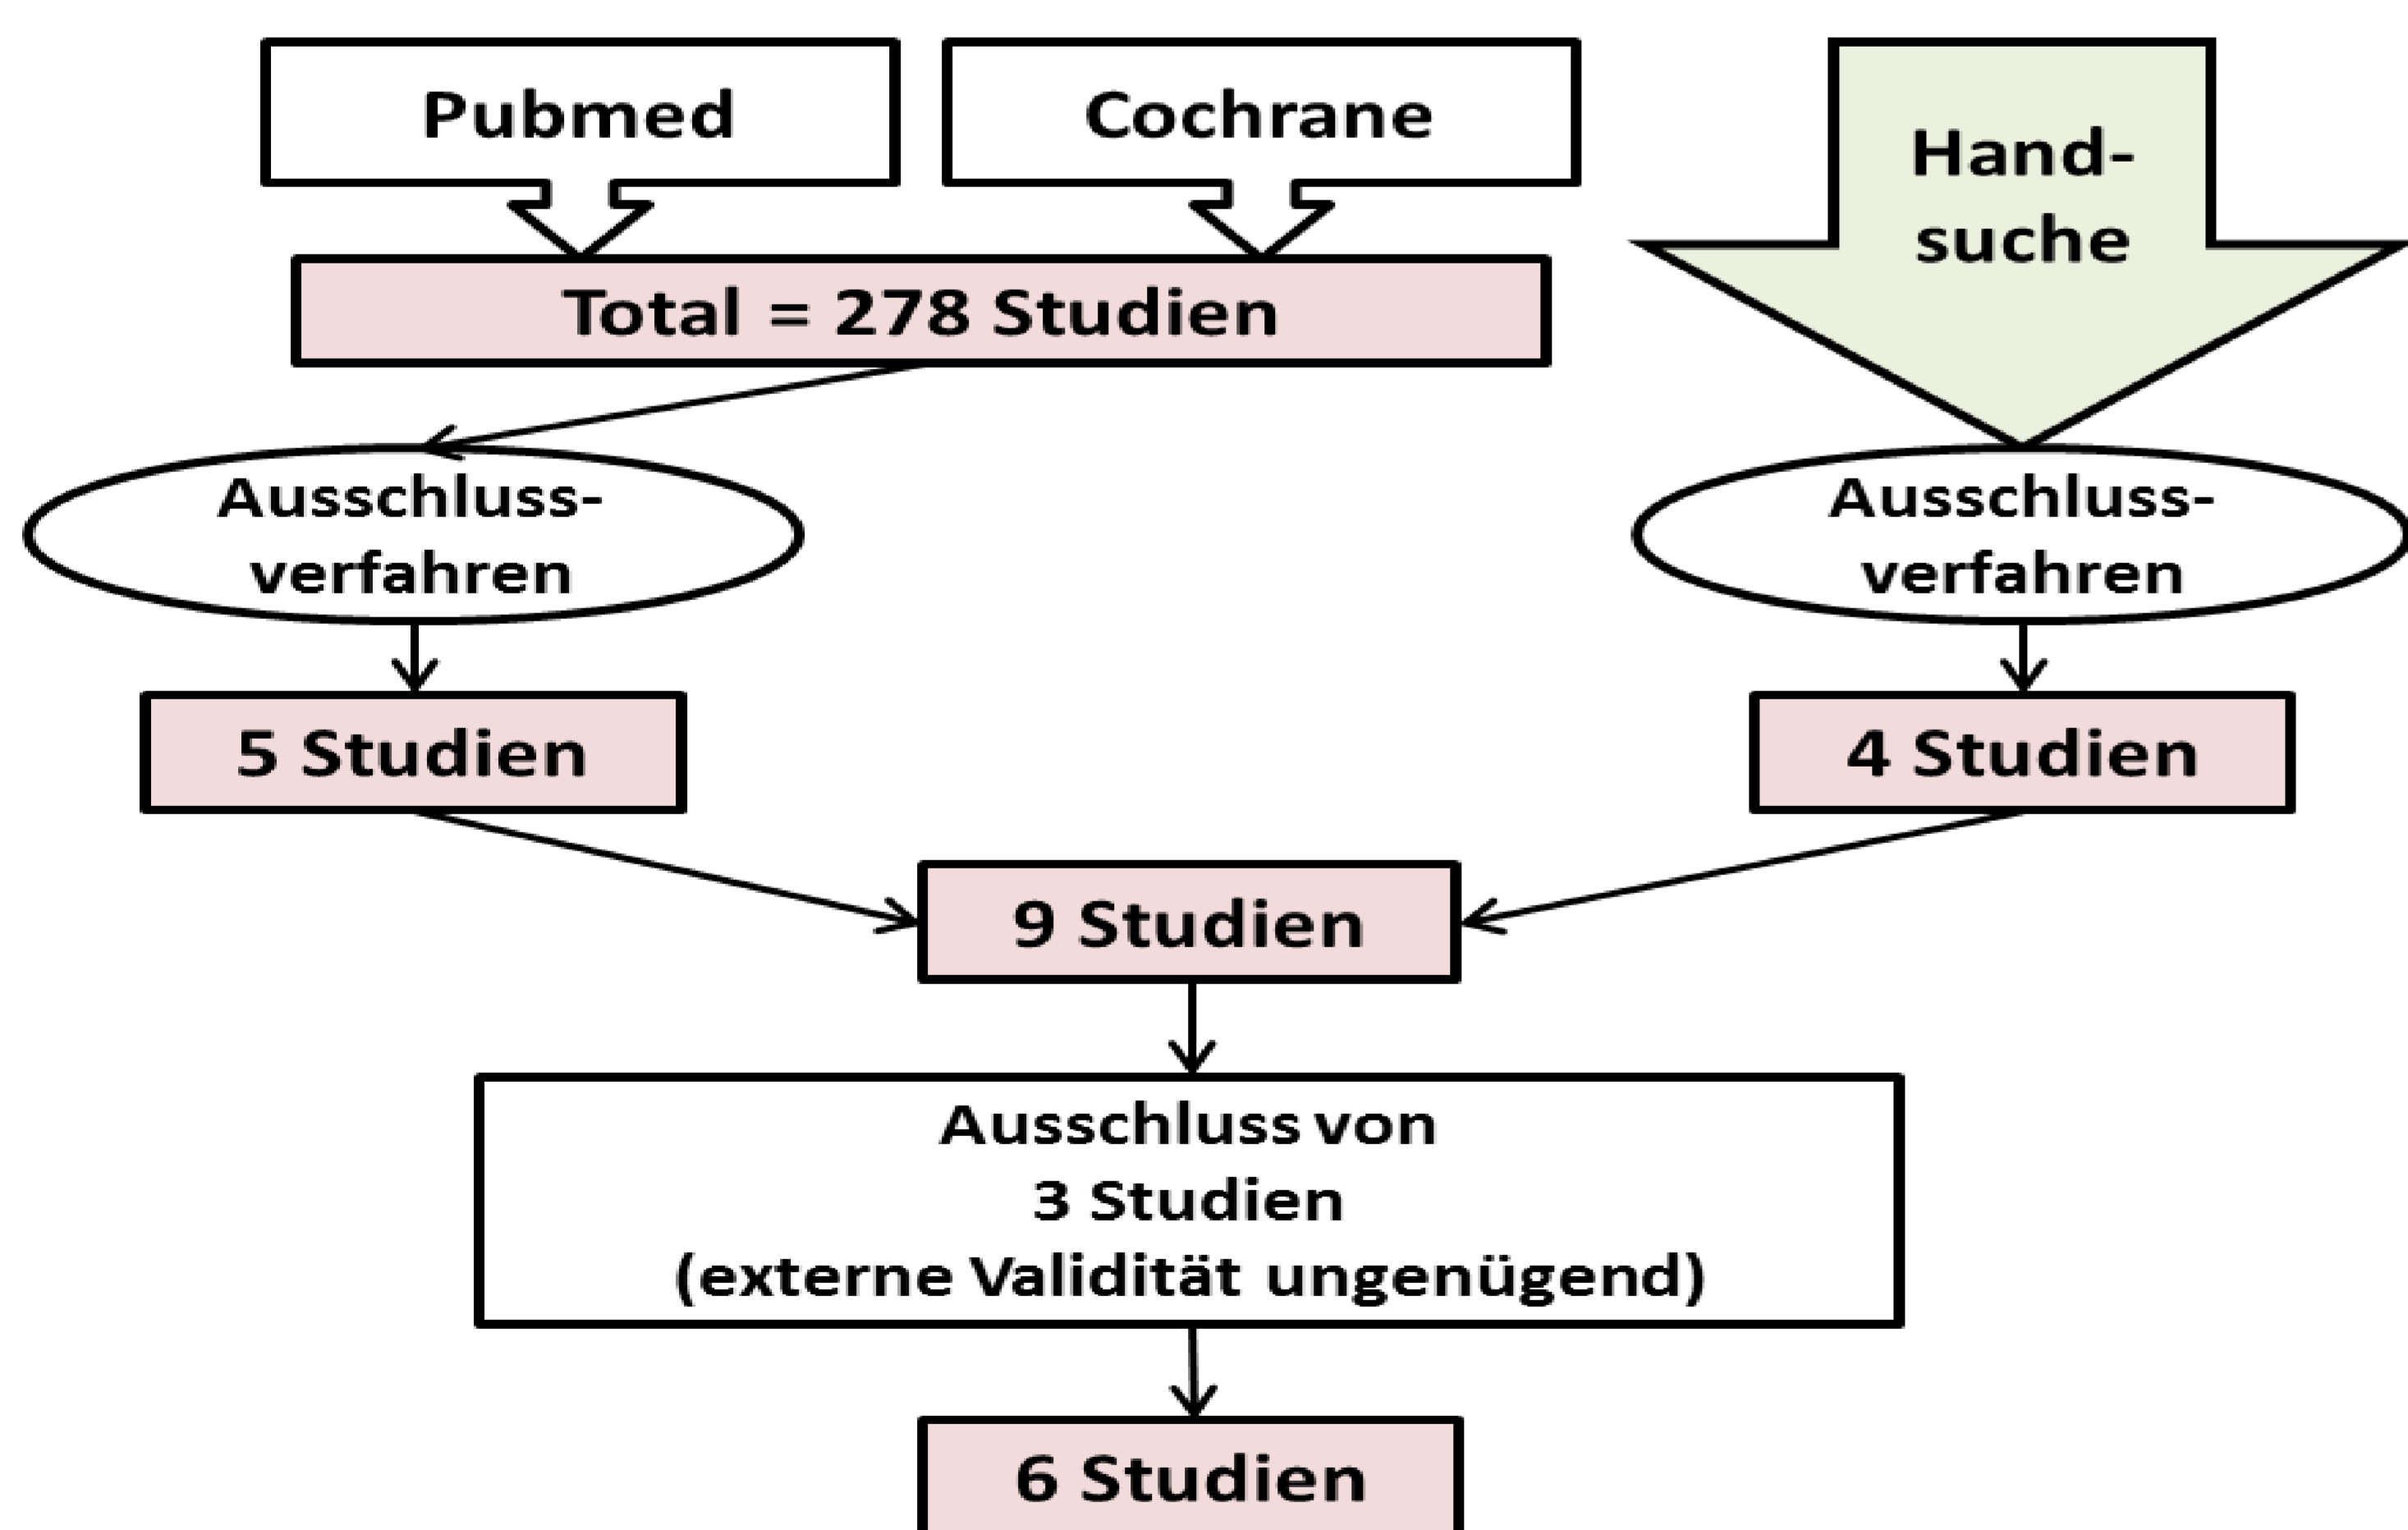 Pubmed
Cochrane
Hand-
suche
Total = 278 Studien
Ausschluss-
verfahren
Ausschluss-
verfahren
5 Studien
4 Studien
9 Studien
Ausschluss von
3 Studien
(externe Validität ungenügend)
6 Studien